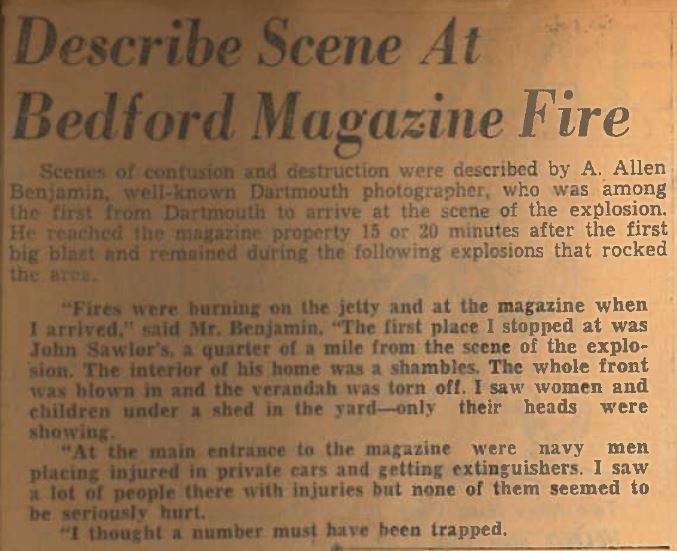 Describe Scene At
Bedford Magazine Fire
Scenes of confusion and destruction were described by A. Allen
Benjamin, well-known Dartmouth photographer, who was among
the first from Dartmouth to arrive at the scene of the explosion.
He reached the magazine property 15 or 20 minutes after the first
big blast and remained during the following explosions that rocked
the area.
"Fires were burning on the jetty and at the magazine when
I arrived," said Mr. Benjamin. "The first place I stopped at was
John Sawlor's, a quarter of a mile from the scene of the explo-
sion. The interior of his home was a shambles. The whole front
was blown in and the verandah was torn off. I saw women and
children under a shed in the yard—only their heads were
showing.
"At the main entrance to the magazine were navy men
placing injured in private cars and getting extinguishers. I saw
a lot of people there with injuries but none of them seemed to
be seriously hurt.
"I thought a number must have been trapped.